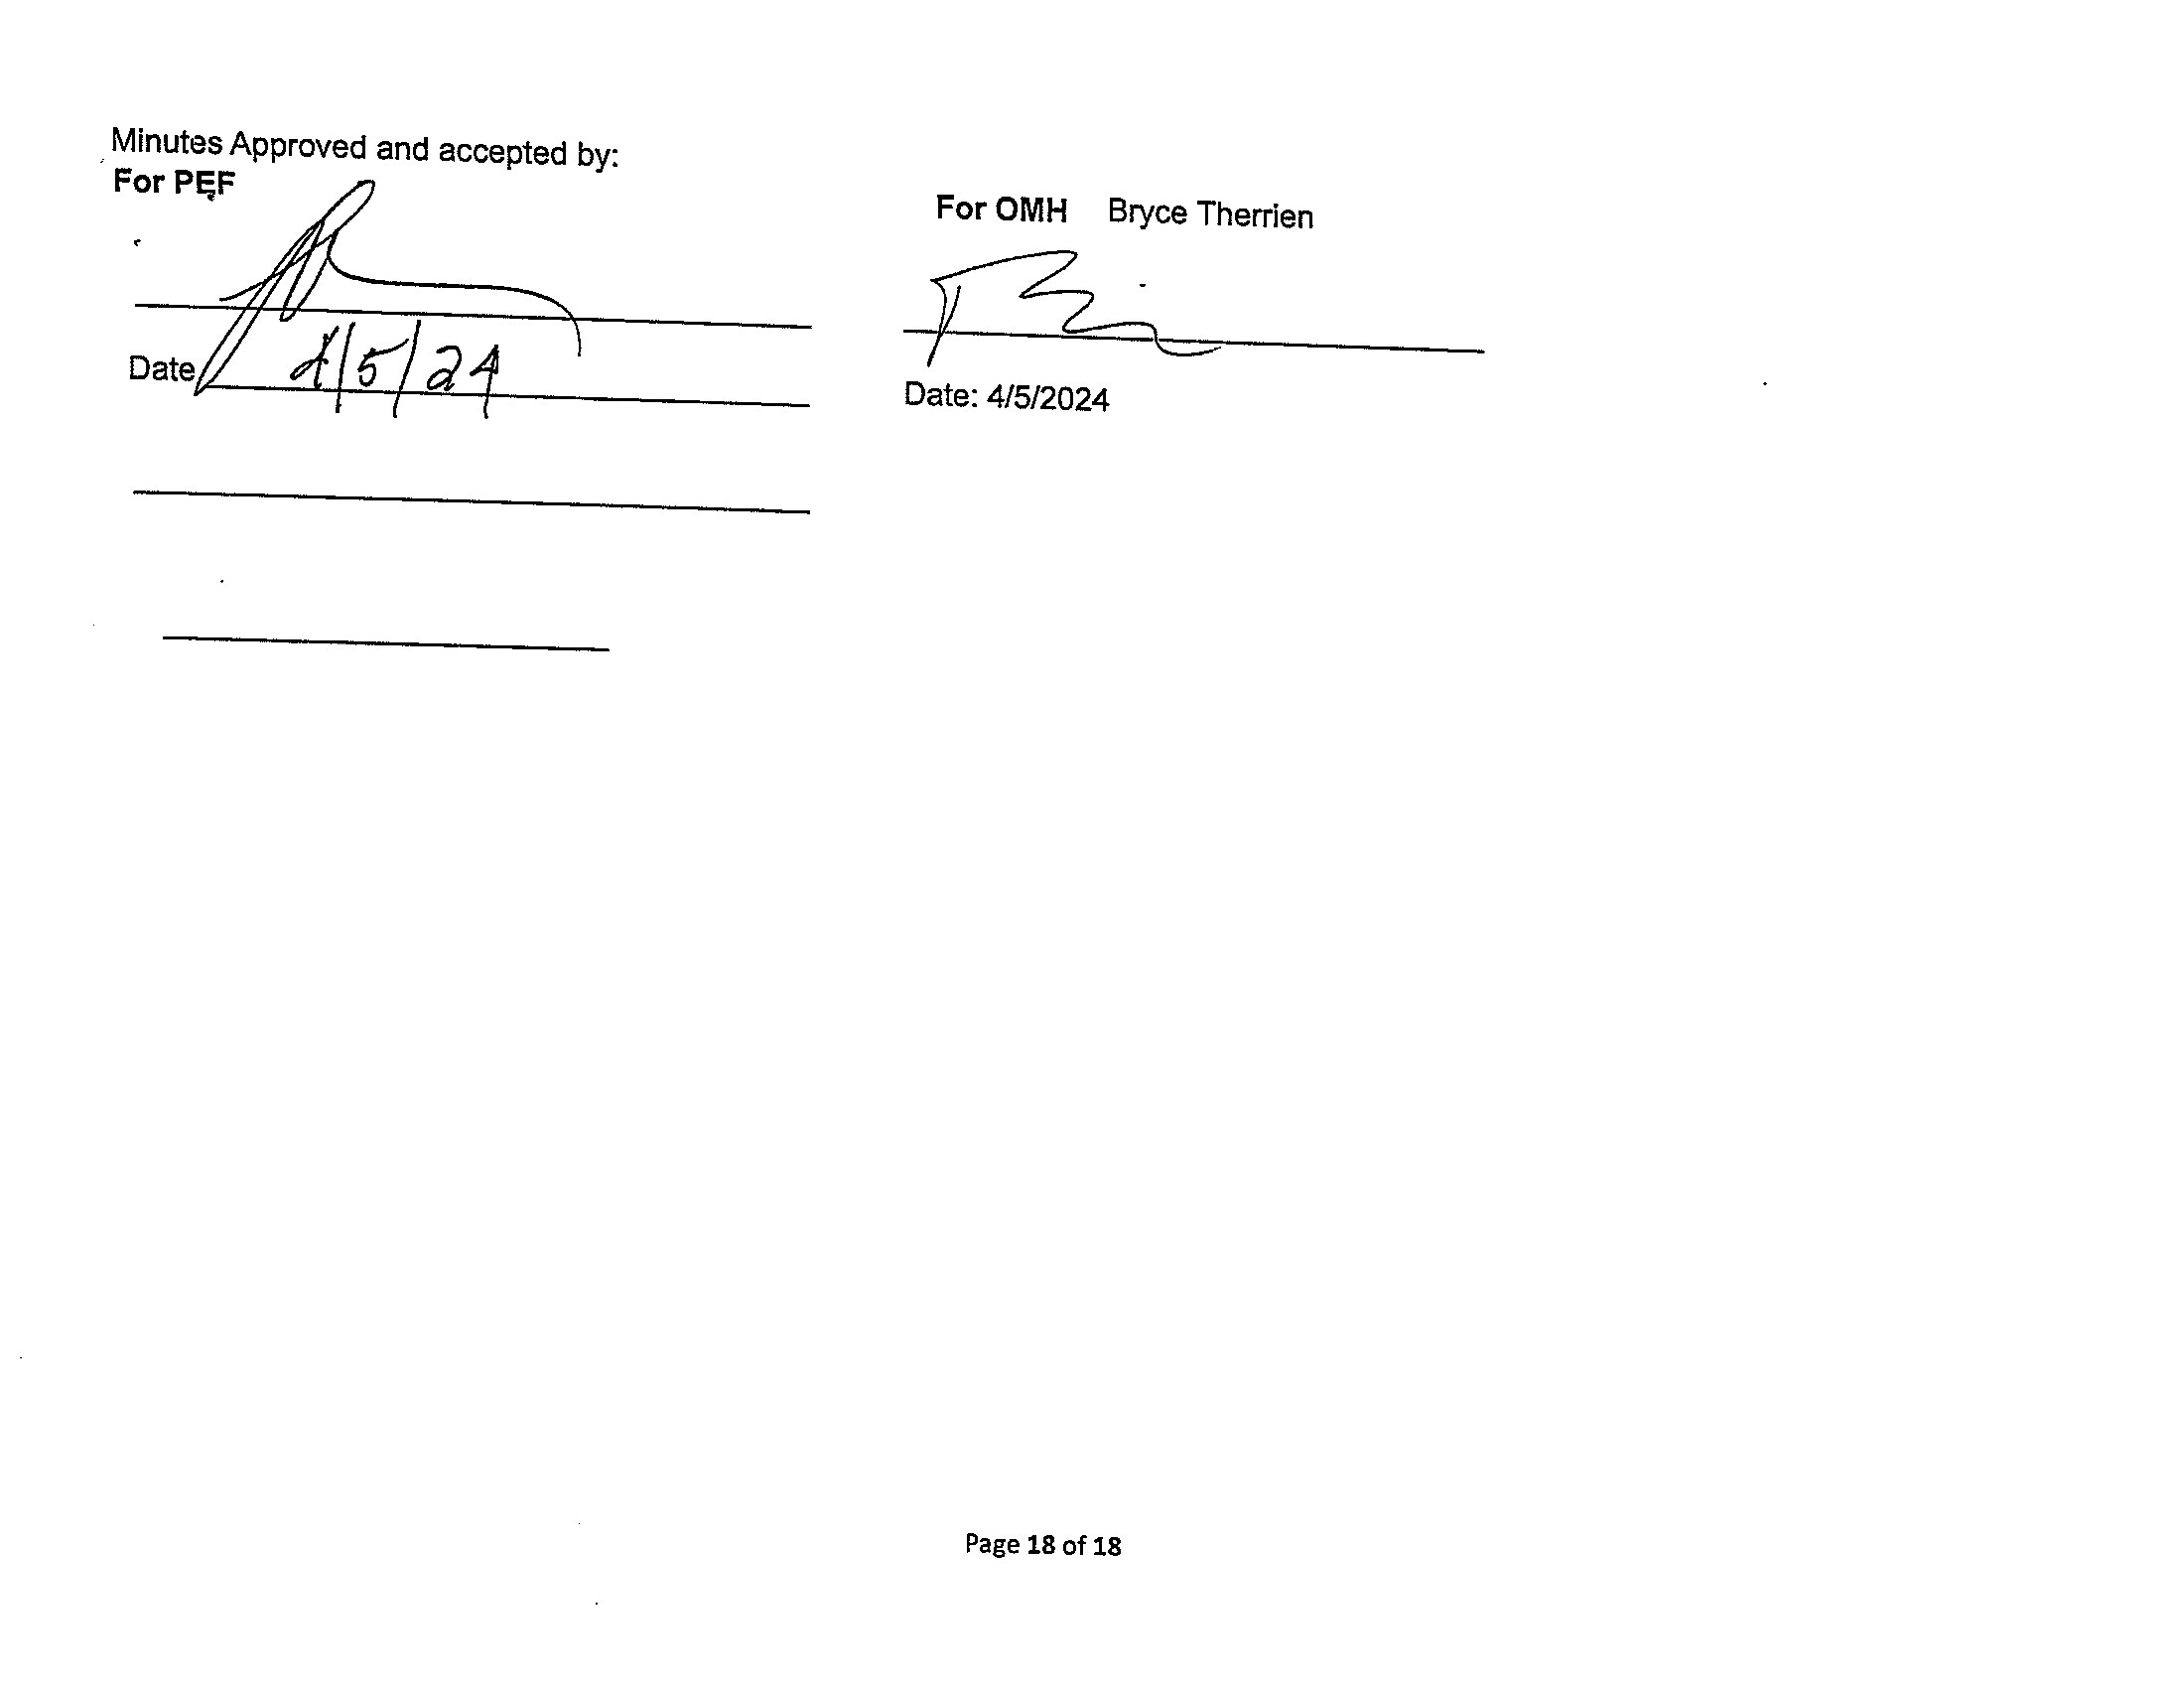 Minutes Approved and accepted by:
For PEF
For OMH Bryce Therrien
Date 4/5/24
Date: 4/5/2024
Page 18 of 18